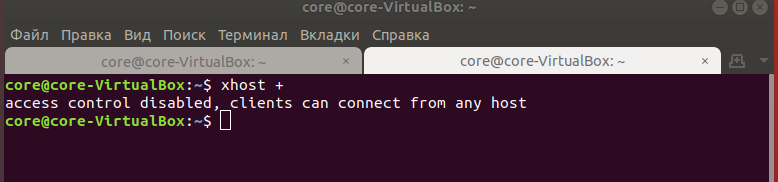 core@core-VirtualBox: ~
Файл Правка Вид Поиск Терминал Вкладки Справка
core@core-VirtualBox: ~ × core@core-VirtualBox: ~ ×
core@core-VirtualBox:~$ xhost +
access control disabled, clients can connect from any host
core@core-VirtualBox:~$